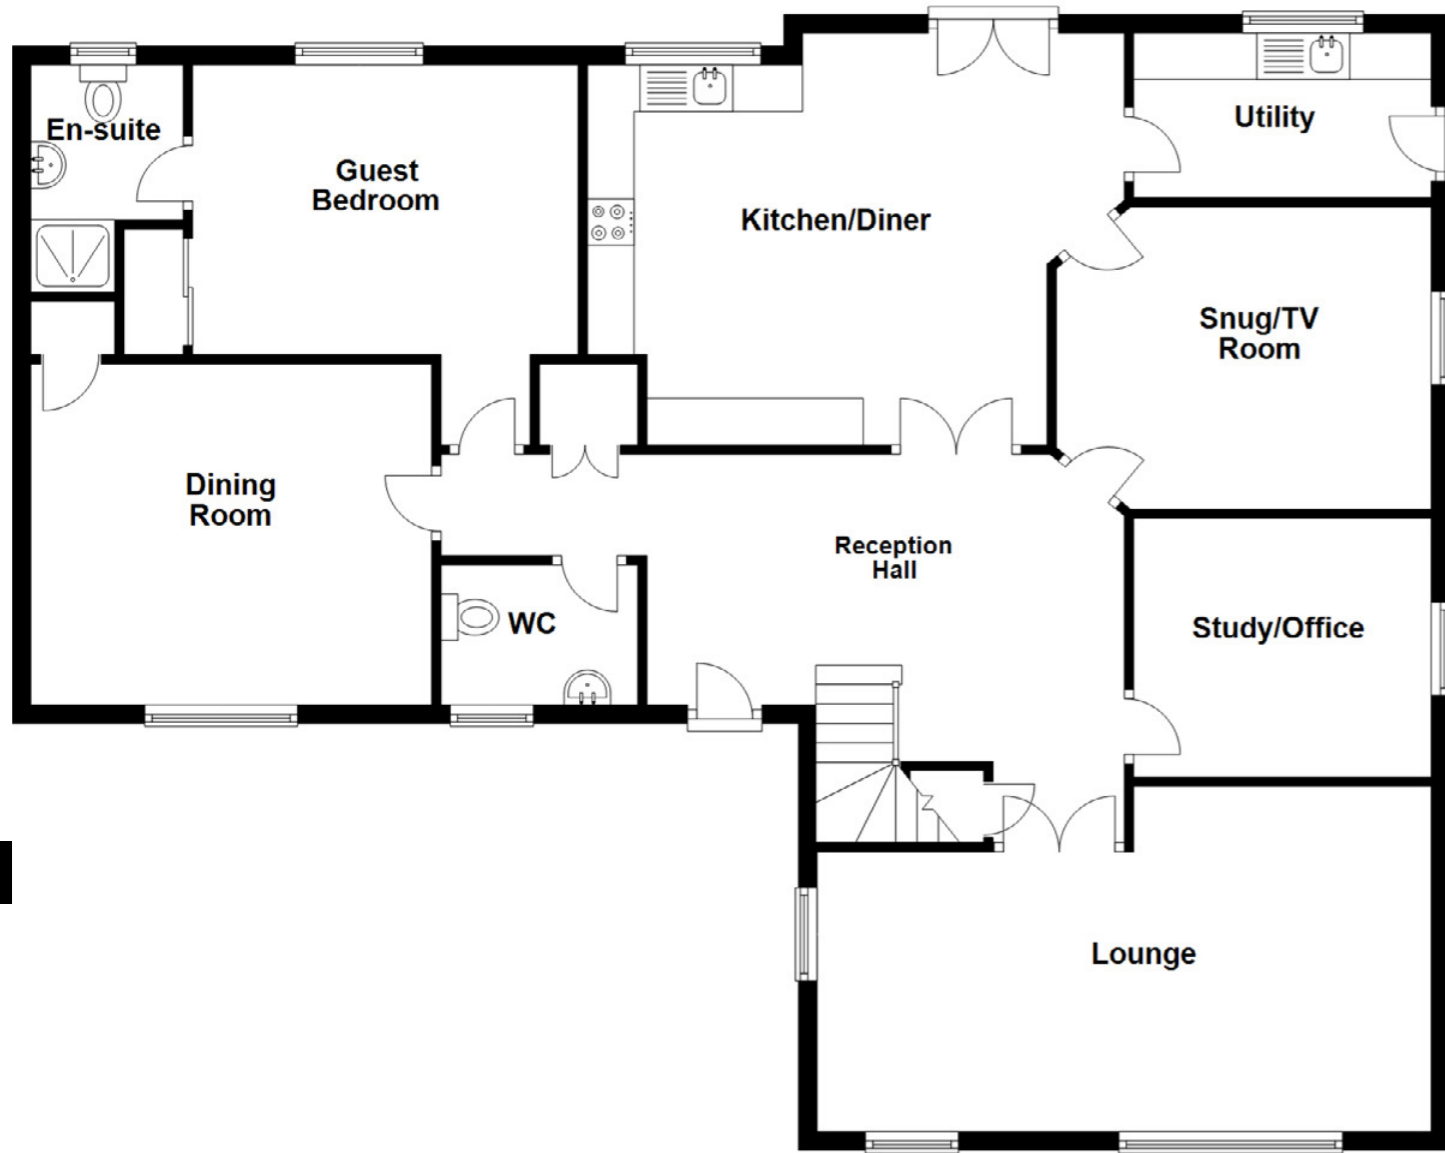 En-suite
Guest
Bedroom
Kitchen/Diner
Utility
Snug/TV
Room
Dining
Room
Reception
Hall
WC
Study/Office
Lounge